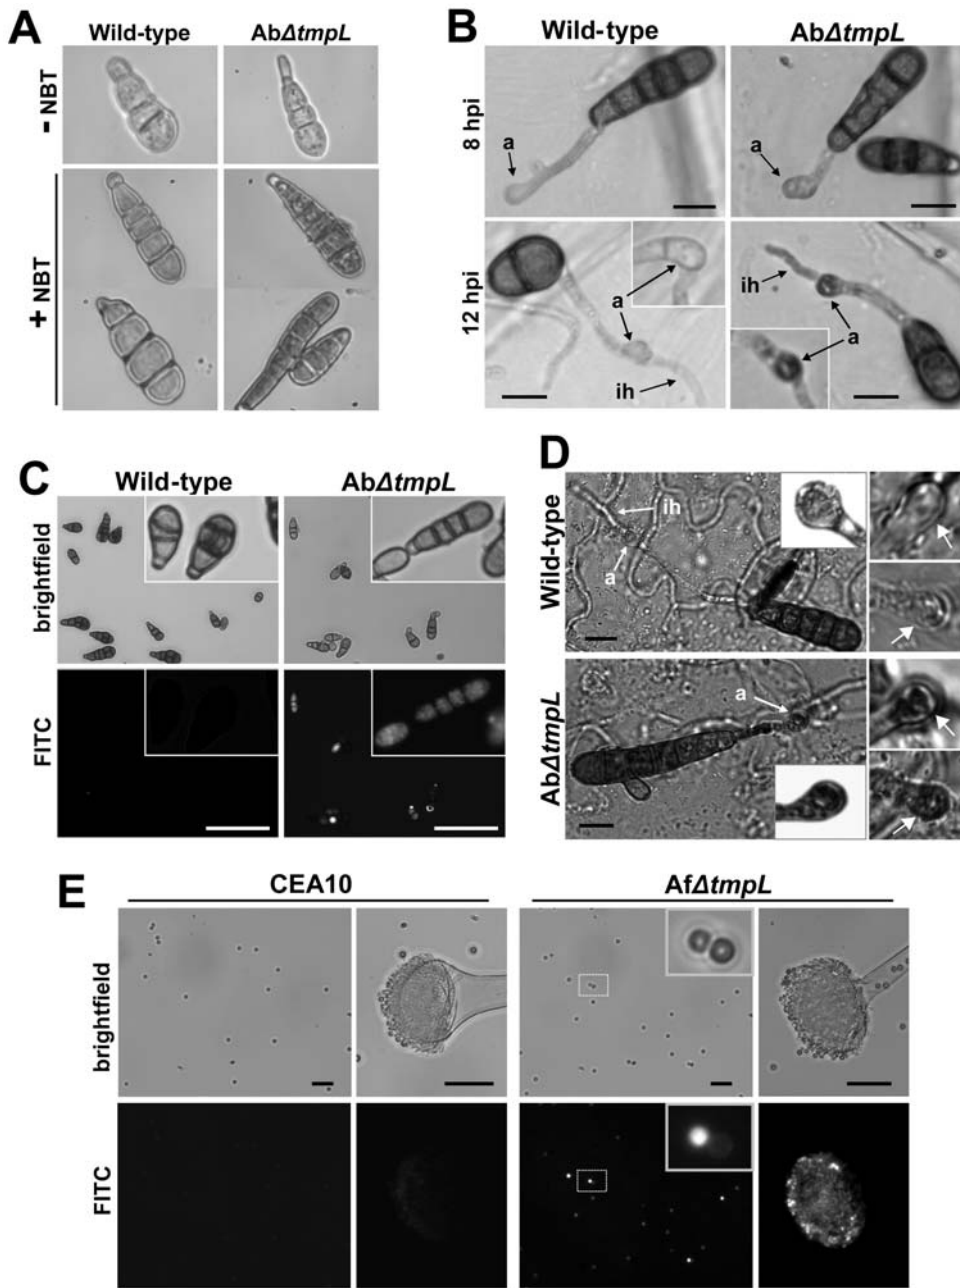 A
Wild-type
AbΔtmpL
- NBT
+ NBT
B
Wild-type
AbΔtmpL
8 hpi
a
a
12 hpi
a
ih
ih
a
C
Wild-type
AbΔtmpL
brightfield
FITC
D
Wild-type
ih
a
AbΔtmpL
a
E
CEA10
AfΔtmpL
brightfield
FITC